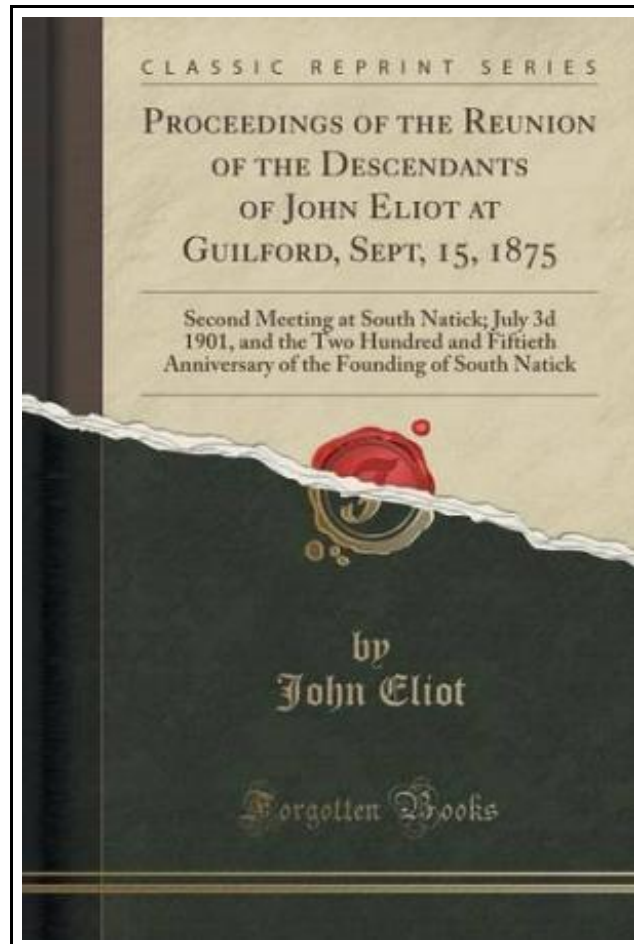 CLASSIC REPRINT SERIES
PROCEEDINGS OF THE REUNION
OF THE DESCENDANTS
OF JOHN ELIOT AT
GUILFORD, SEPT, 15, 1875
Second Meeting at South Natick; July 3d
1901, and the Two Hundred and Fiftieth
Anniversary of the Founding of South Natick
by
John Eliot
Forgotten Books